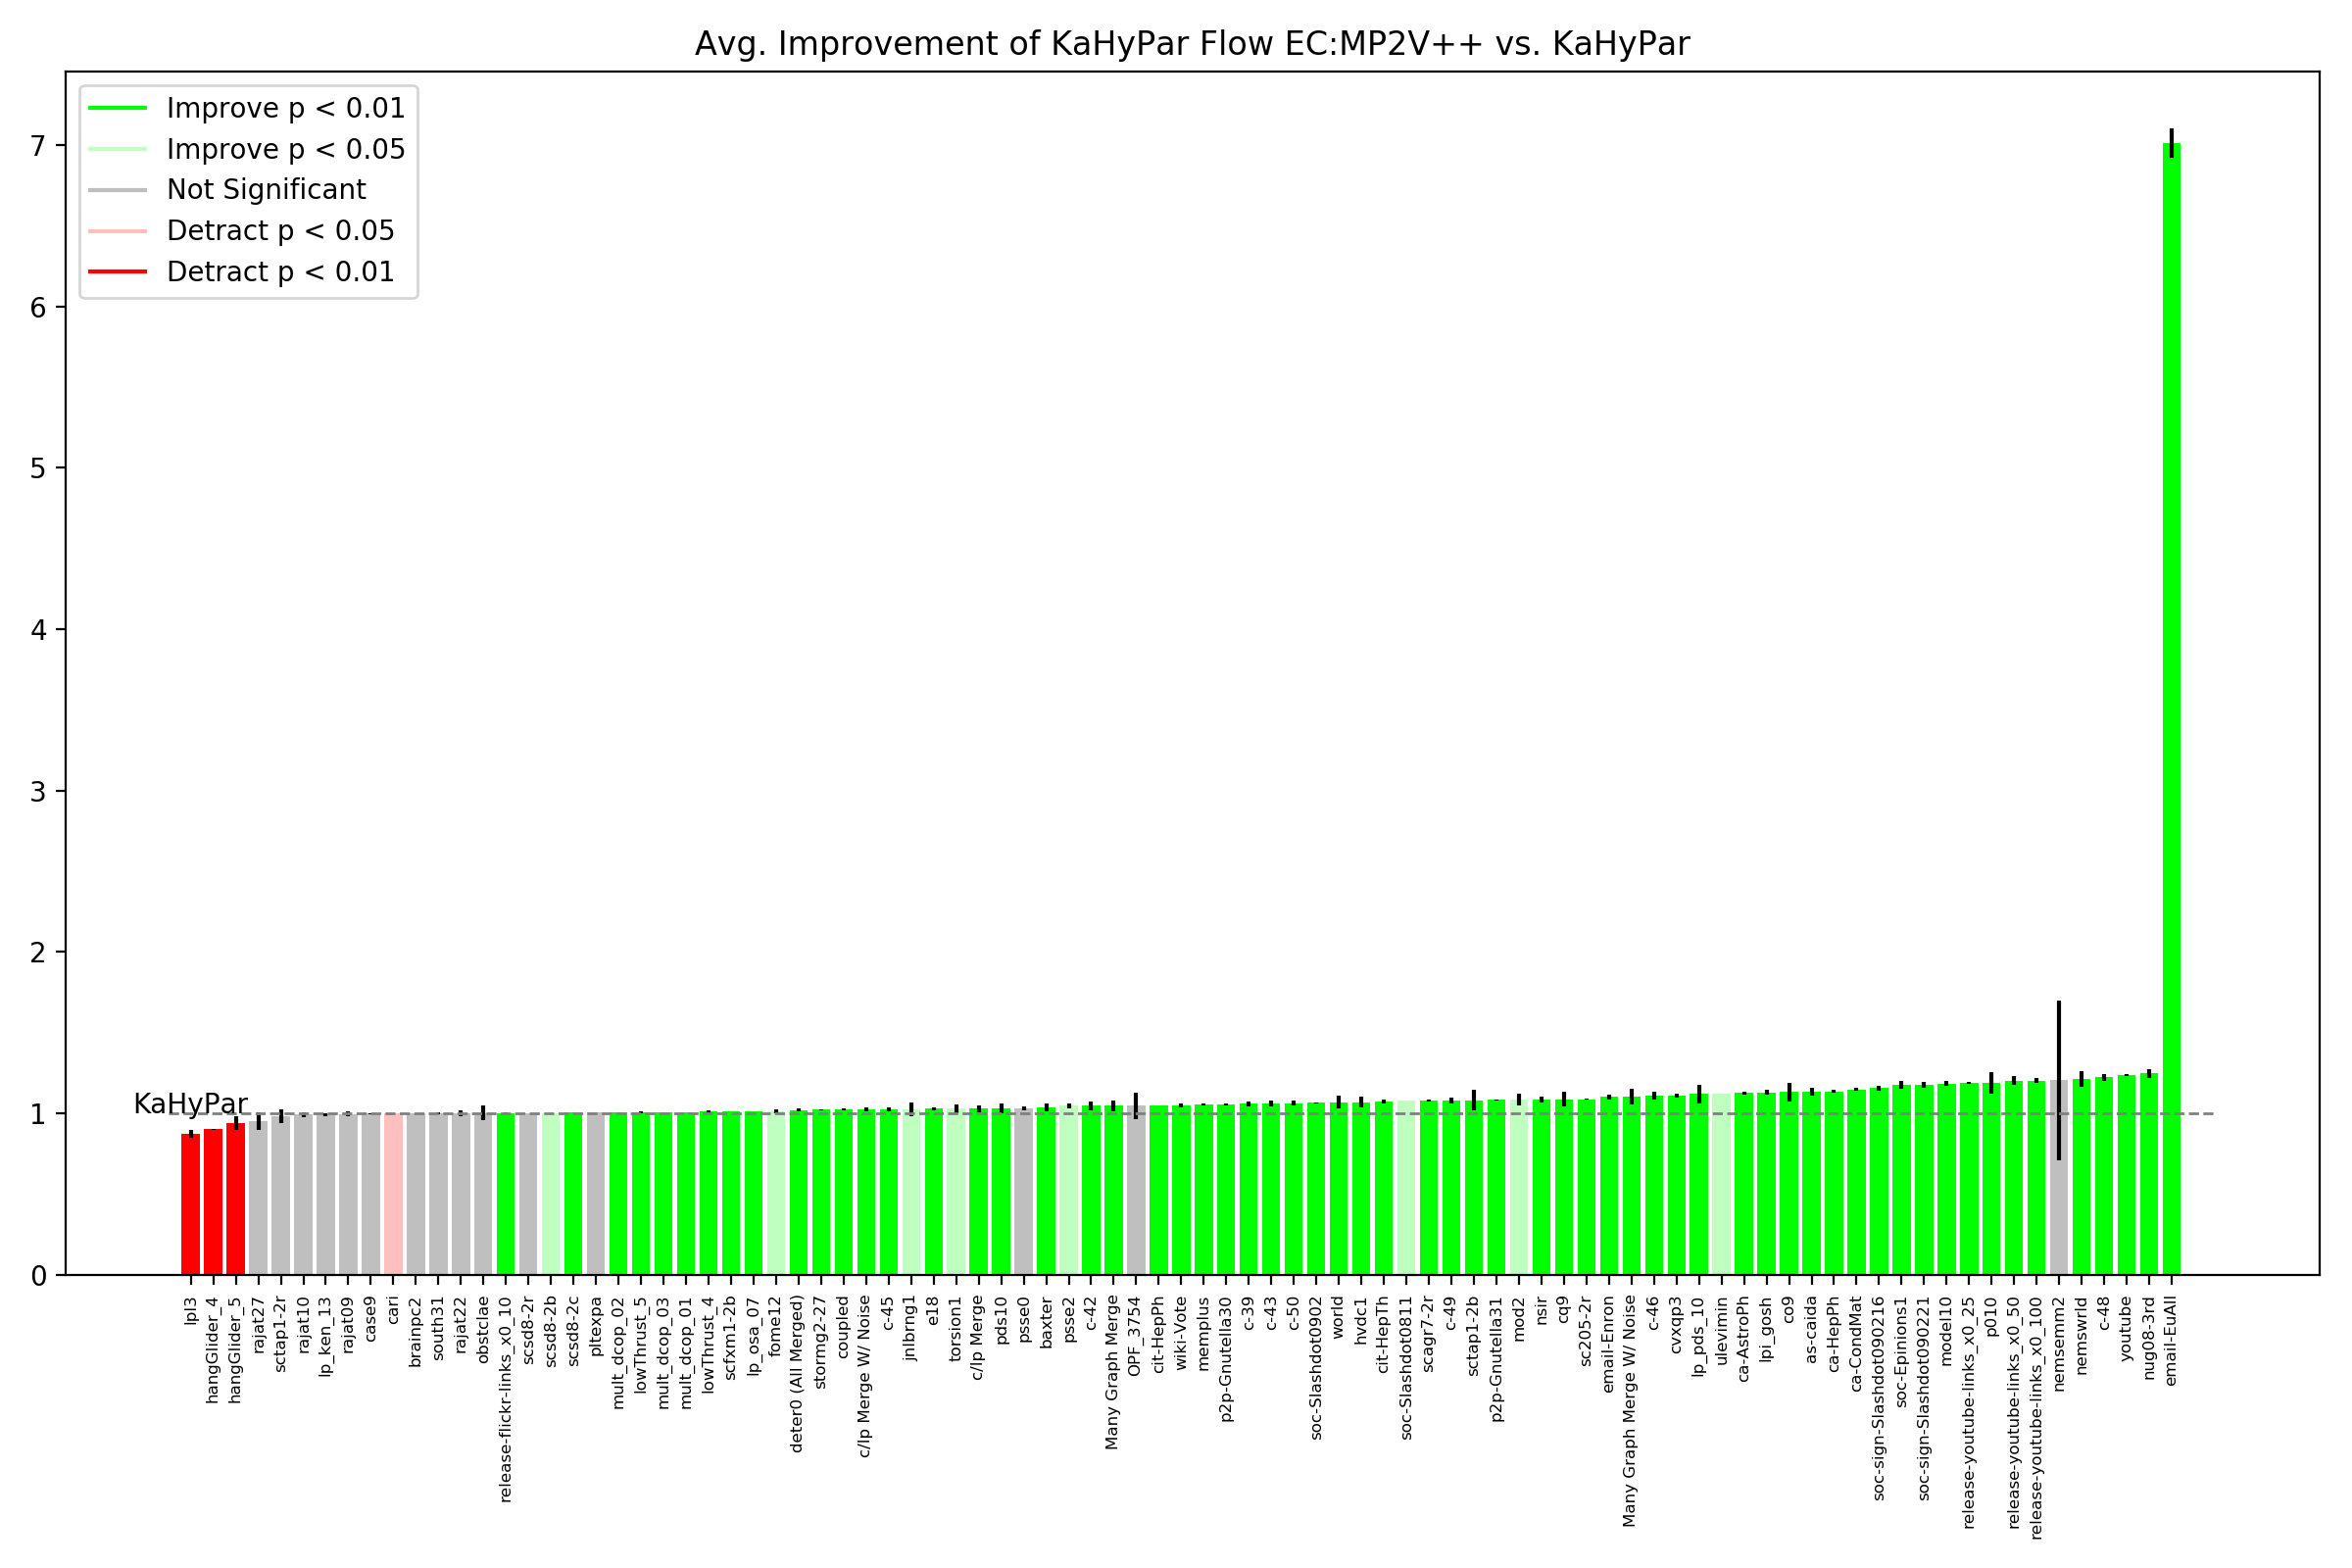 Avg. Improvement of KaHyPar Flow EC:MP2V++ vs. KaHyPar
Improve p < 0.01
Improve p < 0.05
Not Significant
Detract p < 0.05
Detract p < 0.01
7
6
5
4
3
2
1
0
KaHyPar
lpl3
hangGlider_4
hangGlider_5
rajat27
sctap1-2r
rajat10
lp_ken_13
rajat09
case9
cari
brainpc2
south31
rajat22
obstclae
release-flickr-links_x0_10
scsd8-2r
scsd8-2b
scsd8-2c
pltexpa
mult_dcop_02
lowThrust_5
mult_dcop_03
mult_dcop_01
lowThrust_4
scfxm1-2b
lp_osa_07
fome12
deter0 (All Merged)
stormg2-27
coupled
c/lp Merge W/ Noise
c-45
jnlbrng1
e18
torsion1
c/lp Merge
pds10
psse0
baxter
psse2
c-42
Many Graph Merge
OPF_3754
cit-HepPh
wiki-Vote
memplus
p2p-Gnutella30
c-39
c-43
c-50
soc-Slashdot0902
world
hvdc1
cit-HepTh
soc-Slashdot0811
scagr7-2r
c-49
sctap1-2b
p2p-Gnutella31
mod2
nsir
cq9
sc205-2r
email-Enron
Many Graph Merge W/ Noise
c-46
cvxqp3
lp_pds_10
ulevimin
ca-AstroPh
lpi_gosh
co9
as-caida
ca-HepPh
ca-CondMat
soc-sign-Slashdot090216
soc-Epinions1
soc-sign-Slashdot090221
model10
release-youtube-links_x0_25
p010
release-youtube-links_x0_50
release-youtube-links_x0_100
nemsemm2
nemswrld
c-48
youtube
nug08-3rd
email-EuAll